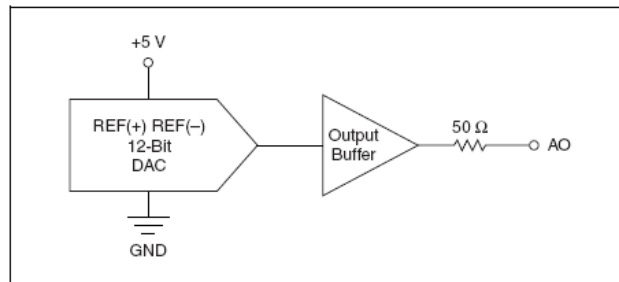 +5 V
REF(+) REF(–)
12-Bit
DAC
GND
Output
Buffer
50 Ω
AO